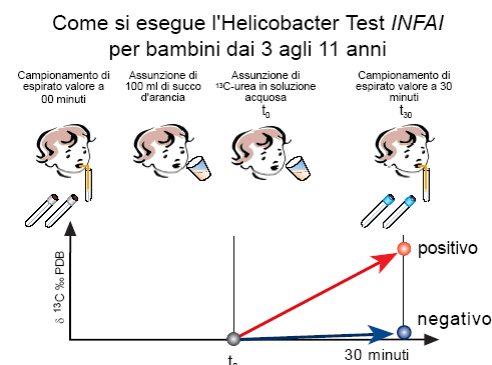 Come si esegue l'Helicobacter Test INFAI
per bambini dai 3 agli 11 anni
Campionamento di
espirato valore a
00 minuti
Assunzione di
100 ml di succo
d'arancia
Assunzione di
¹³C-urea in soluzione
acquosa
t₀
Campionamento di
espirato valore a 30
minuti
t₃₀
δ ¹³C ‰ PDB
positivo
negativo
t₀
30 minuti